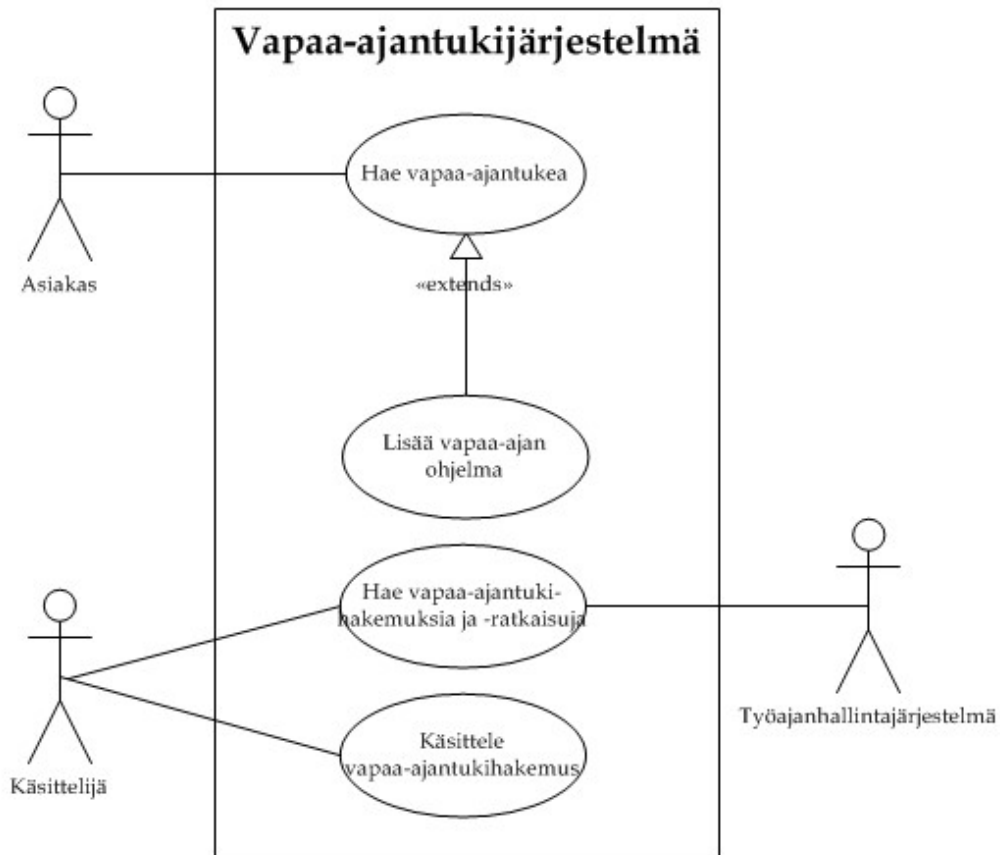 Vapaa-ajantukijärjestelmä
Hae vapaa-ajantukea
Asiakas
«extends»
Lisää vapaa-ajan
ohjelma
Hae vapaa-ajantuki-
hakemuksia ja -ratkaisuja
Työajanhallintajärjestelmä
Käsittele
vapaa-ajantukihakemus
Käsittelijä